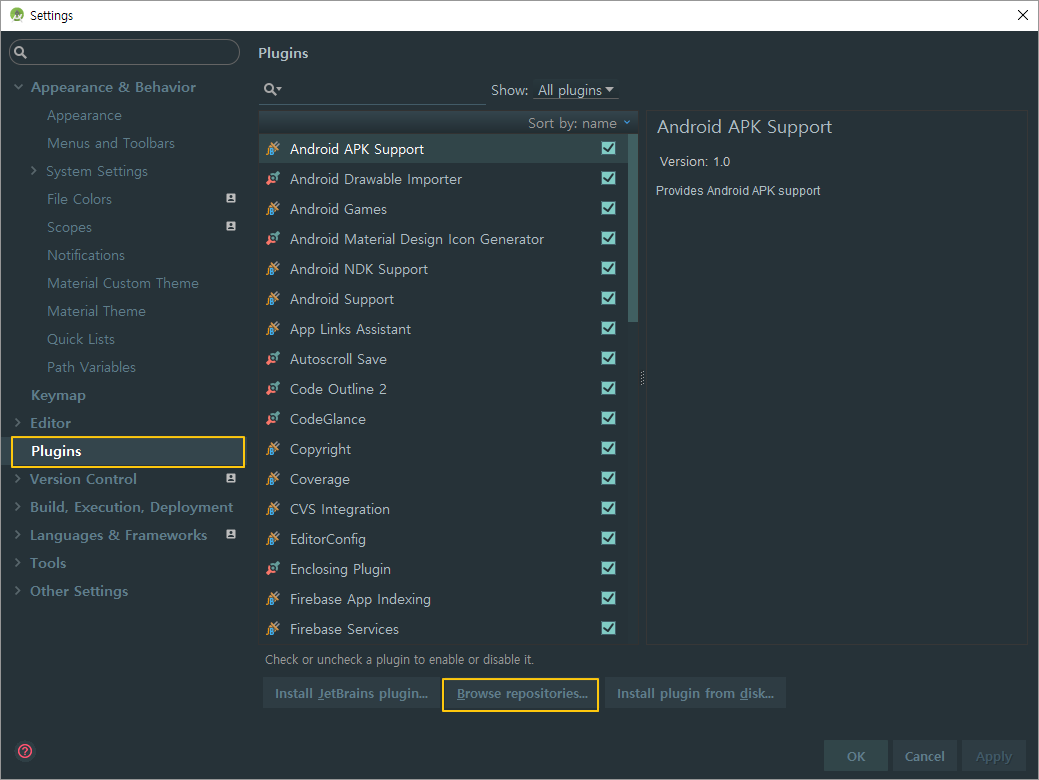 Settings
Plugins
Appearance & Behavior
Appearance
Menus and Toolbars
System Settings
File Colors
Scopes
Notifications
Material Custom Theme
Material Theme
Quick Lists
Path Variables
Keymap
Editor
Plugins
Version Control
Build, Execution, Deployment
Languages & Frameworks
Tools
Other Settings
Show: All plugins
Sort by: name
Android APK Support
Android Drawable Importer
Android Games
Android Material Design Icon Generator
Android NDK Support
Android Support
App Links Assistant
Autoscroll Save
Code Outline 2
CodeGlance
Copyright
Coverage
CVS Integration
EditorConfig
Enclosing Plugin
Firebase App Indexing
Firebase Services
Check or uncheck a plugin to enable or disable it.
Install JetBrains plugin...
Browse repositories...
Install plugin from disk...
Android APK Support
Version: 1.0
Provides Android APK support
OK
Cancel
Apply